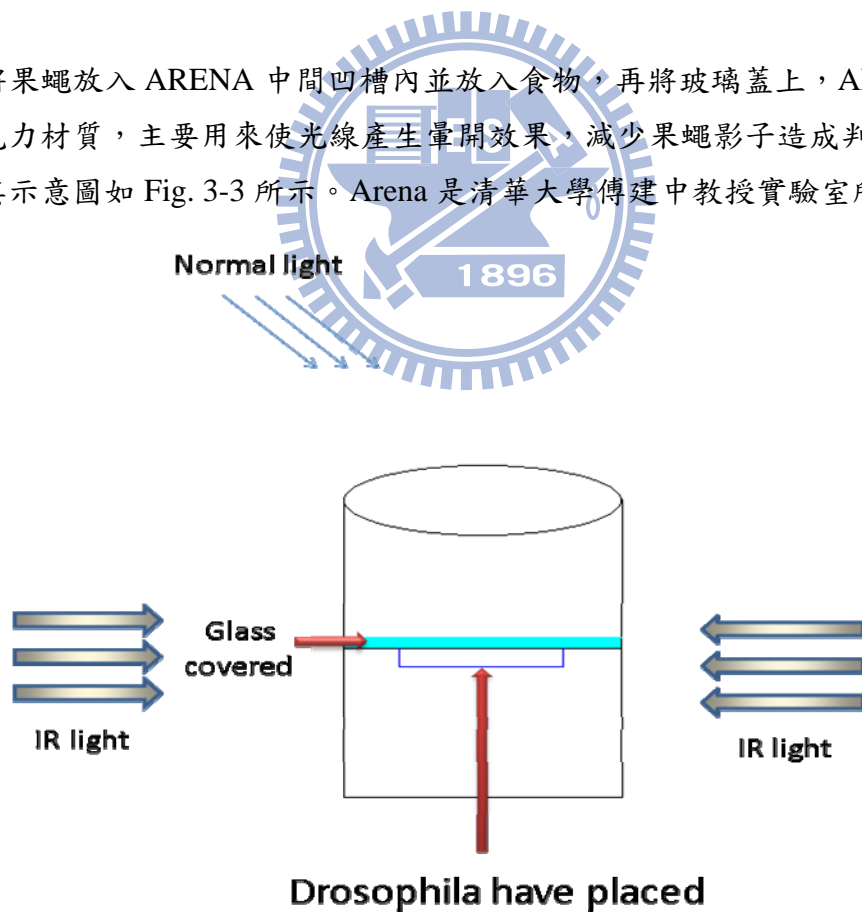 將果蠅放入 ARENA 中間凹槽內並放入食物，再將玻璃蓋上，A
力材質，主要用來使光線產生暈開效果，減少果蠅影子造成判
示意圖如 Fig. 3-3 所示。Arena 是清華大學傅建中教授實驗室所
ES A
1896
Normal light
Glass
covered
IR light
IR light
Drosophila have placed